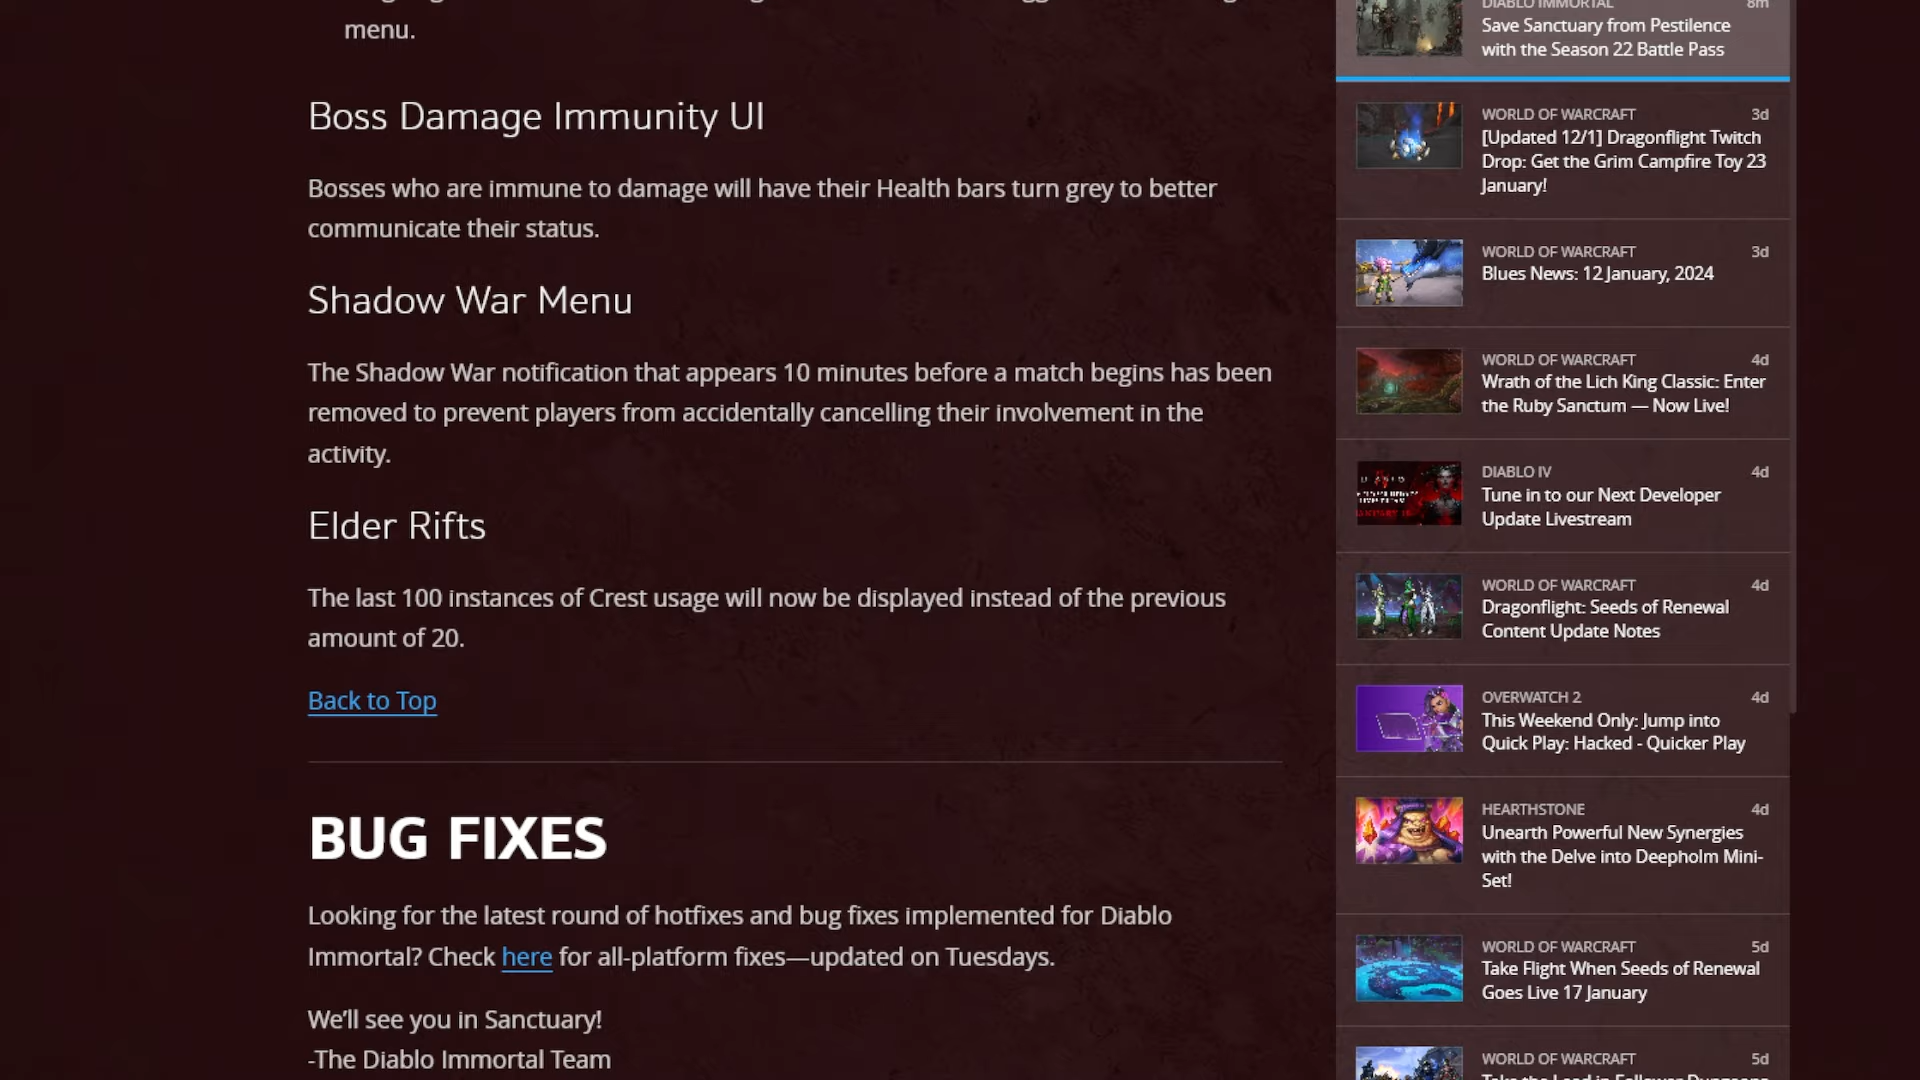 menu.
Boss Damage Immunity UI
Bosses who are immune to damage will have their Health bars turn grey to better
communicate their status.
Shadow War Menu
The Shadow War notification that appears 10 minutes before a match begins has been
removed to prevent players from accidentally cancelling their involvement in the
activity.
Elder Rifts
The last 100 instances of Crest usage will now be displayed instead of the previous
amount of 20.
Back to Top
BUG FIXES
Looking for the latest round of hotfixes and bug fixes implemented for Diablo
Immortal? Check here for all-platform fixes—updated on Tuesdays.
We'll see you in Sanctuary!
-The Diablo Immortal Team
DIABLO IMMORTAL 8m
Save Sanctuary from Pestilence
with the Season 22 Battle Pass
WORLD OF WARCRAFT 3d
[Updated 12/1] Dragonflight Twitch
Drop: Get the Grim Campfire Toy 23
January!
WORLD OF WARCRAFT 3d
Blues News: 12 January, 2024
WORLD OF WARCRAFT 4d
Wrath of the Lich King Classic: Enter
the Ruby Sanctum — Now Live!
DIABLO IV 4d
Tune in to our Next Developer
Update Livestream
WORLD OF WARCRAFT 4d
Dragonflight: Seeds of Renewal
Content Update Notes
OVERWATCH 2 4d
This Weekend Only: Jump into
Quick Play: Hacked - Quicker Play
HEARTHSTONE 4d
Unearth Powerful New Synergies
with the Delve into Deepholm Mini-
Set!
WORLD OF WARCRAFT 5d
Take Flight When Seeds of Renewal
Goes Live 17 January
WORLD OF WARCRAFT 5d